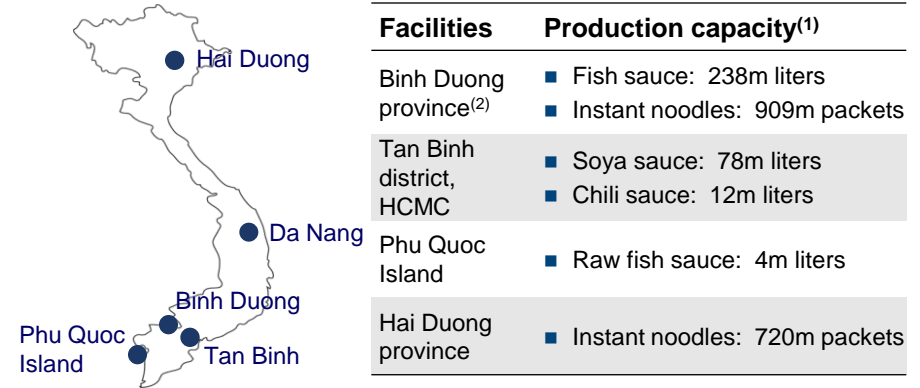 Hai Duong
Da Nang
Binh Duong
Phu Quoc
Island
Tan Binh
Facilities Production capacity(1)
Binh Duong
province(2)
Fish sauce: 238m liters
Instant noodles: 909m packets
Tan Binh
district,
HCMC
Soya sauce: 78m liters
Chili sauce: 12m liters
Phu Quoc
Island
Raw fish sauce: 4m liters
Hai Duong
province
Instant noodles: 720m packets